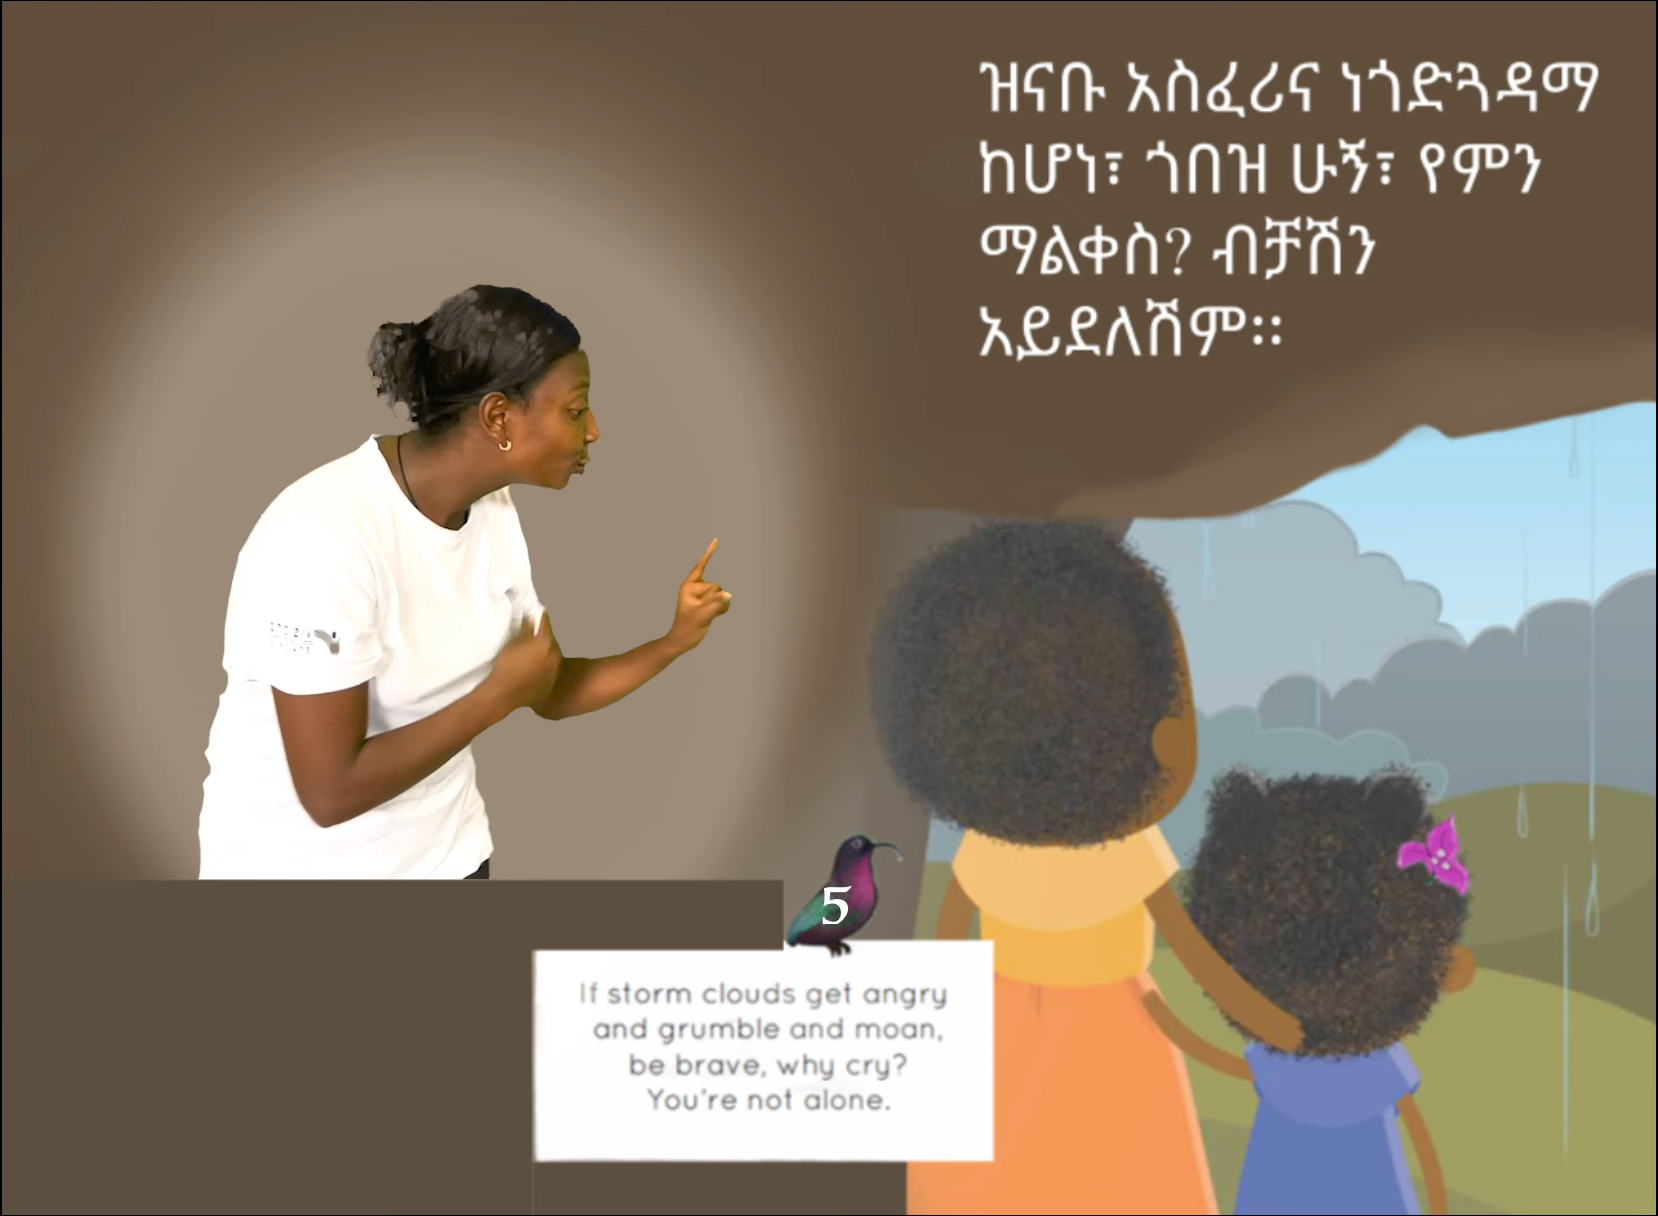 ዝናቡ አስፈሪና ነጎድጓዳማ
ከሆነ፣ ጎበዝ ሁኝ፣ የምን
ማልቀስ? ብቻሽን
አይደለሽም።
5
If storm clouds get angry
and grumble and moan,
be brave, why cry?
You're not alone.